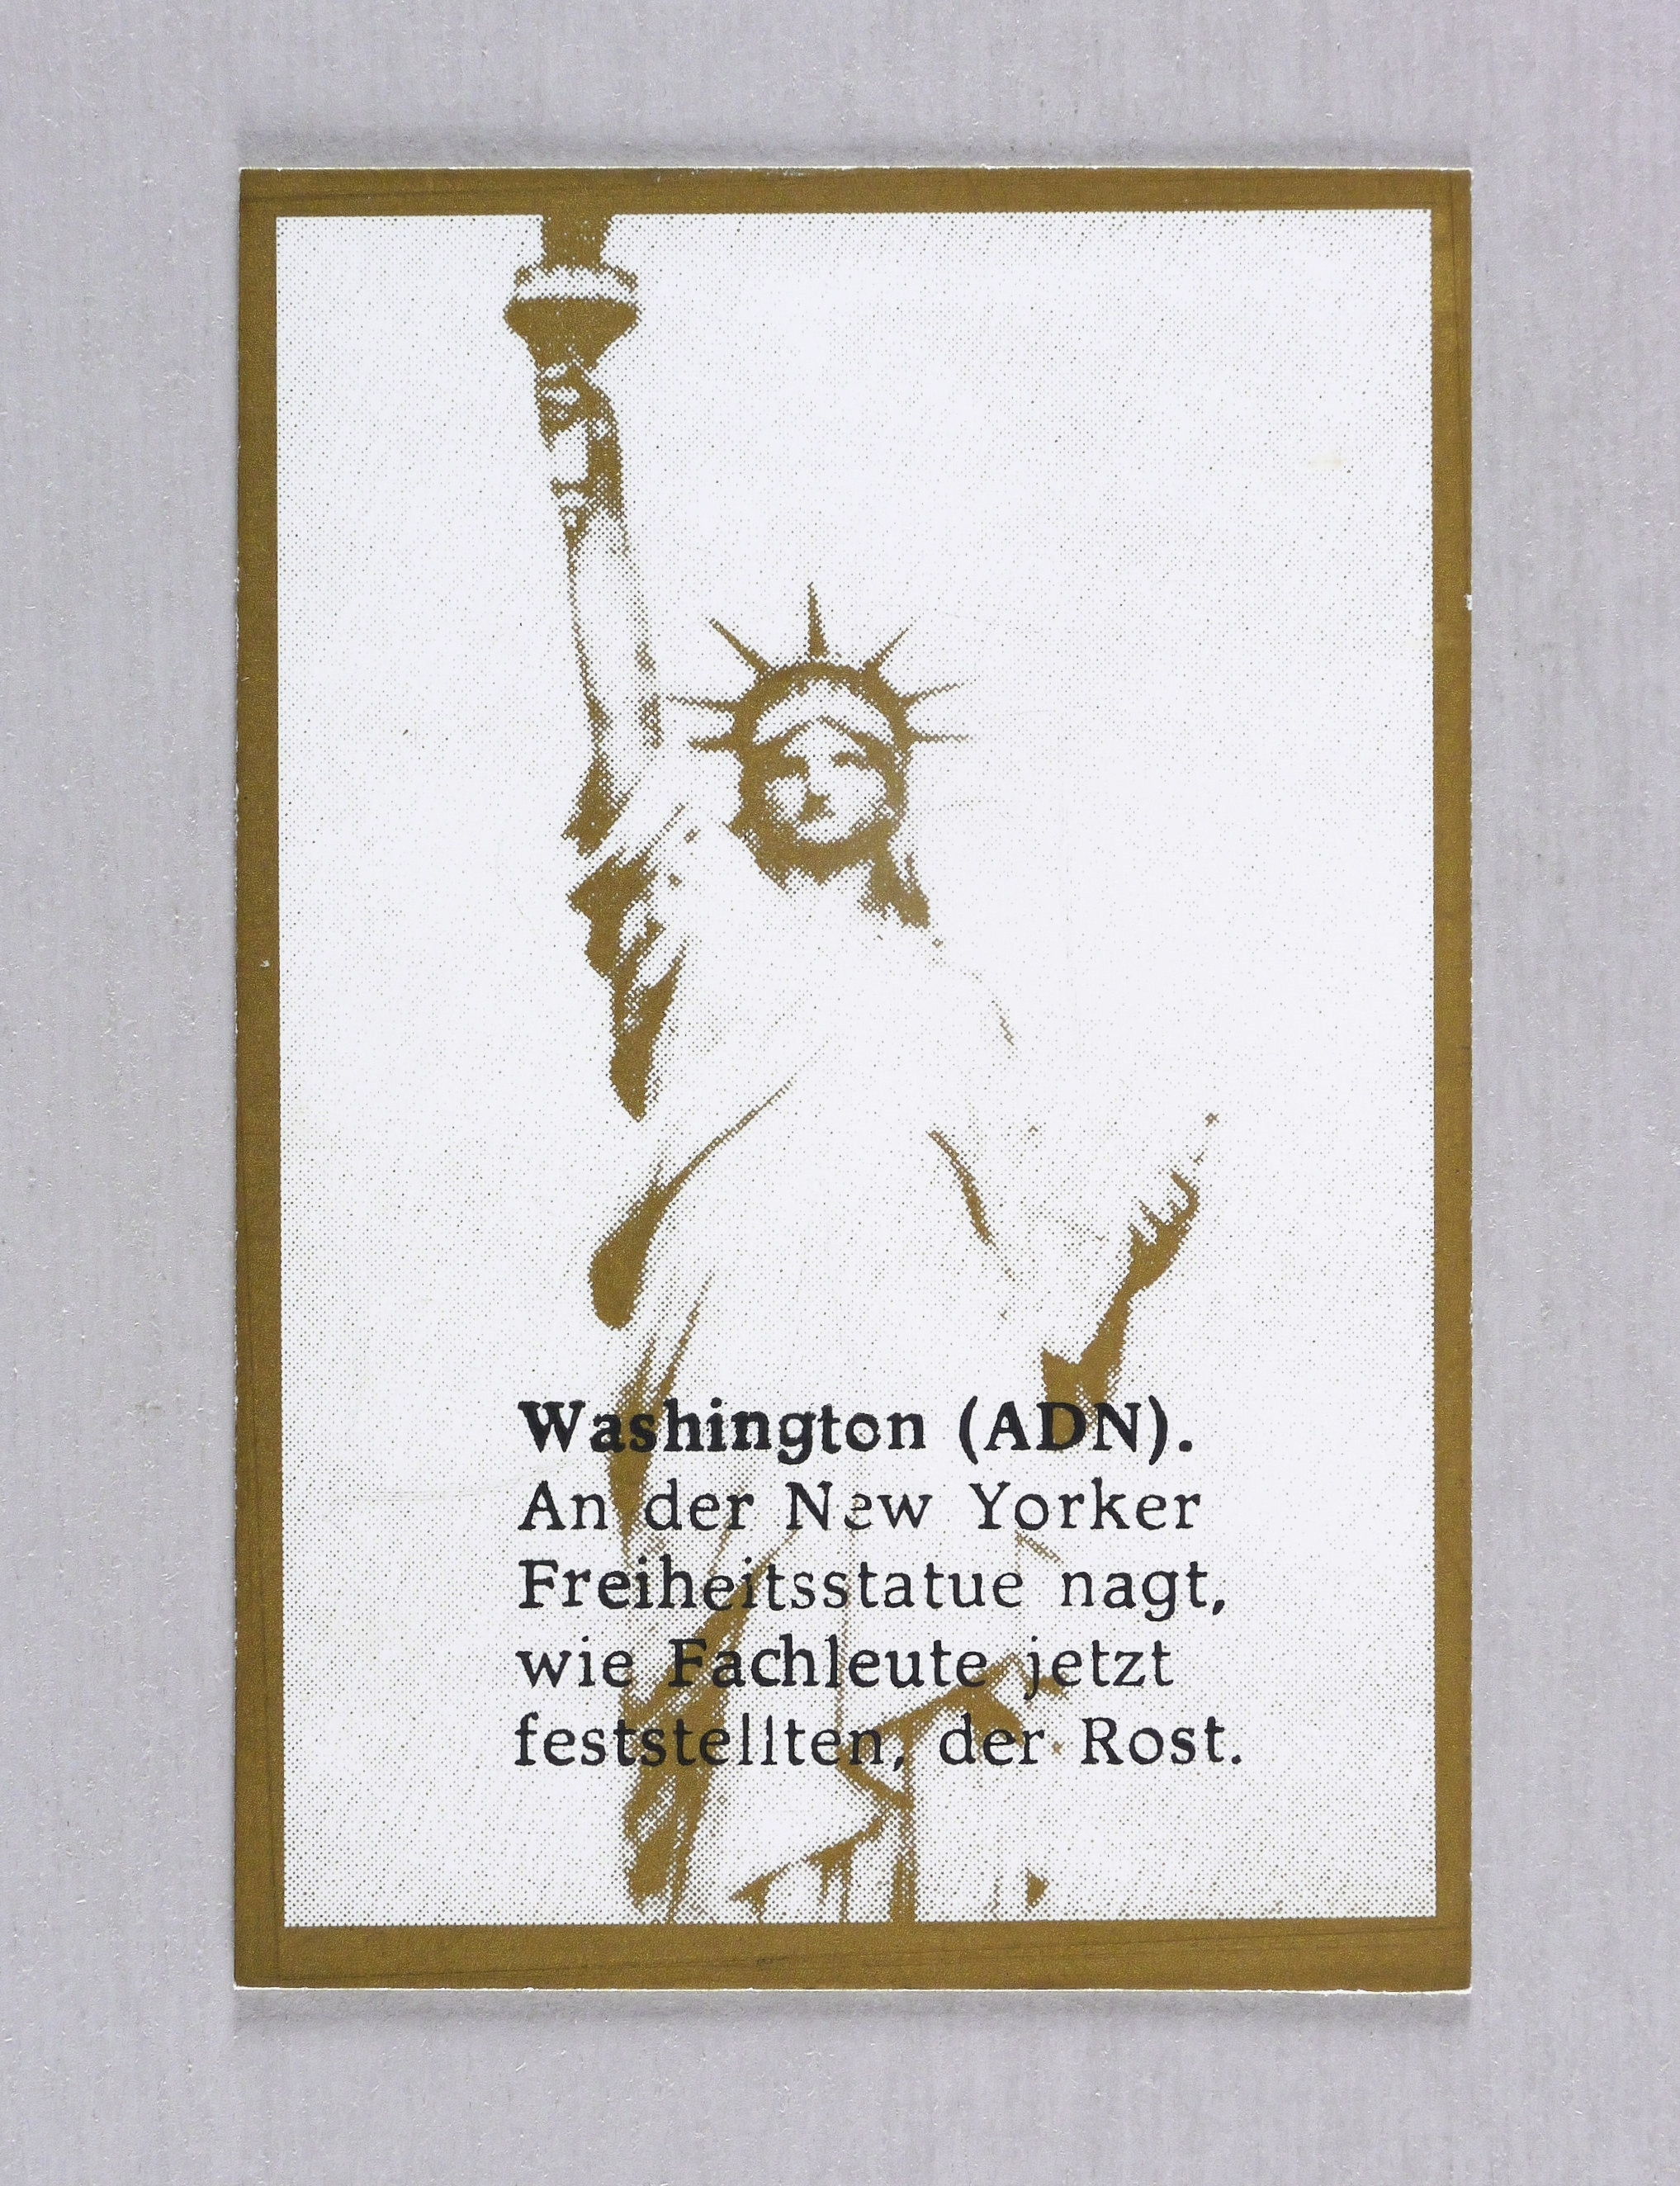 Washington (ADN).
An der New Yorker
Freiheitsstatue nagt,
wie Fachleute jetzt
feststellten, der Rost.